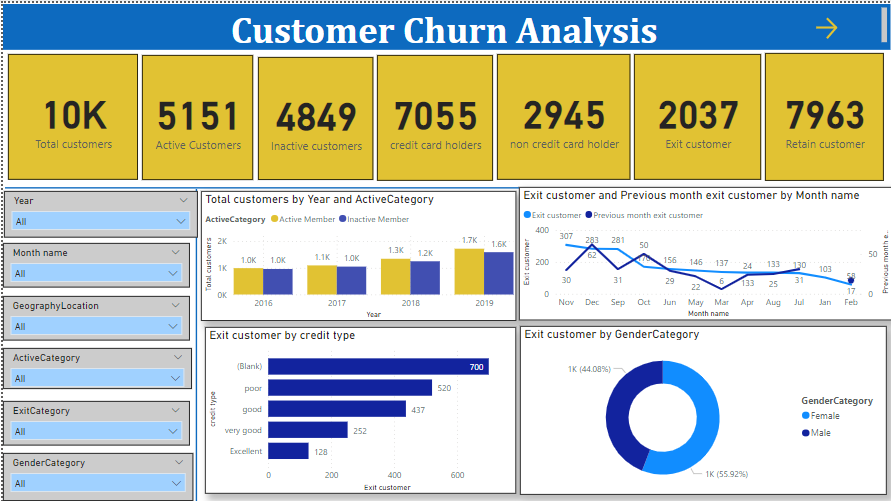 Customer Churn Analysis
10K
Total customers
5151
Active Customers
4849
Inactive customers
7055
credit card holders
2945
non credit card holder
2037
Exit customer
7963
Retain customer
Year
All
Month name
All
GeographyLocation
All
ActiveCategory
All
ExitCategory
All
GenderCategory
All
Total customers by Year and ActiveCategory
ActiveCategory Active Member Inactive Member
Total customers
2K
1K
0K
1.0K 1.0K 1.1K 1.0K 1.3K 1.2K 1.7K 1.6K
2016 2017 2018 2019
Year
Exit customer and Previous month exit customer by Month name
Exit customer Previous month exit customer
Exit customer
400
200
0
307 283 281 50 156 146 137 24 133 130 103 58
30 62 31 29 22 6 133 25 31 17
50
0
Previous month e...
Nov Dec Sep Oct Jun May Mar Apr Aug Jul Jan Feb
Month name
Exit customer by credit type
credit type
(Blank) 700
poor 520
good 437
very good 252
Excellent 128
0 200 400 600
Exit customer
Exit customer by GenderCategory
1K (44.08%)
1K (55.92%)
GenderCategory
Female
Male